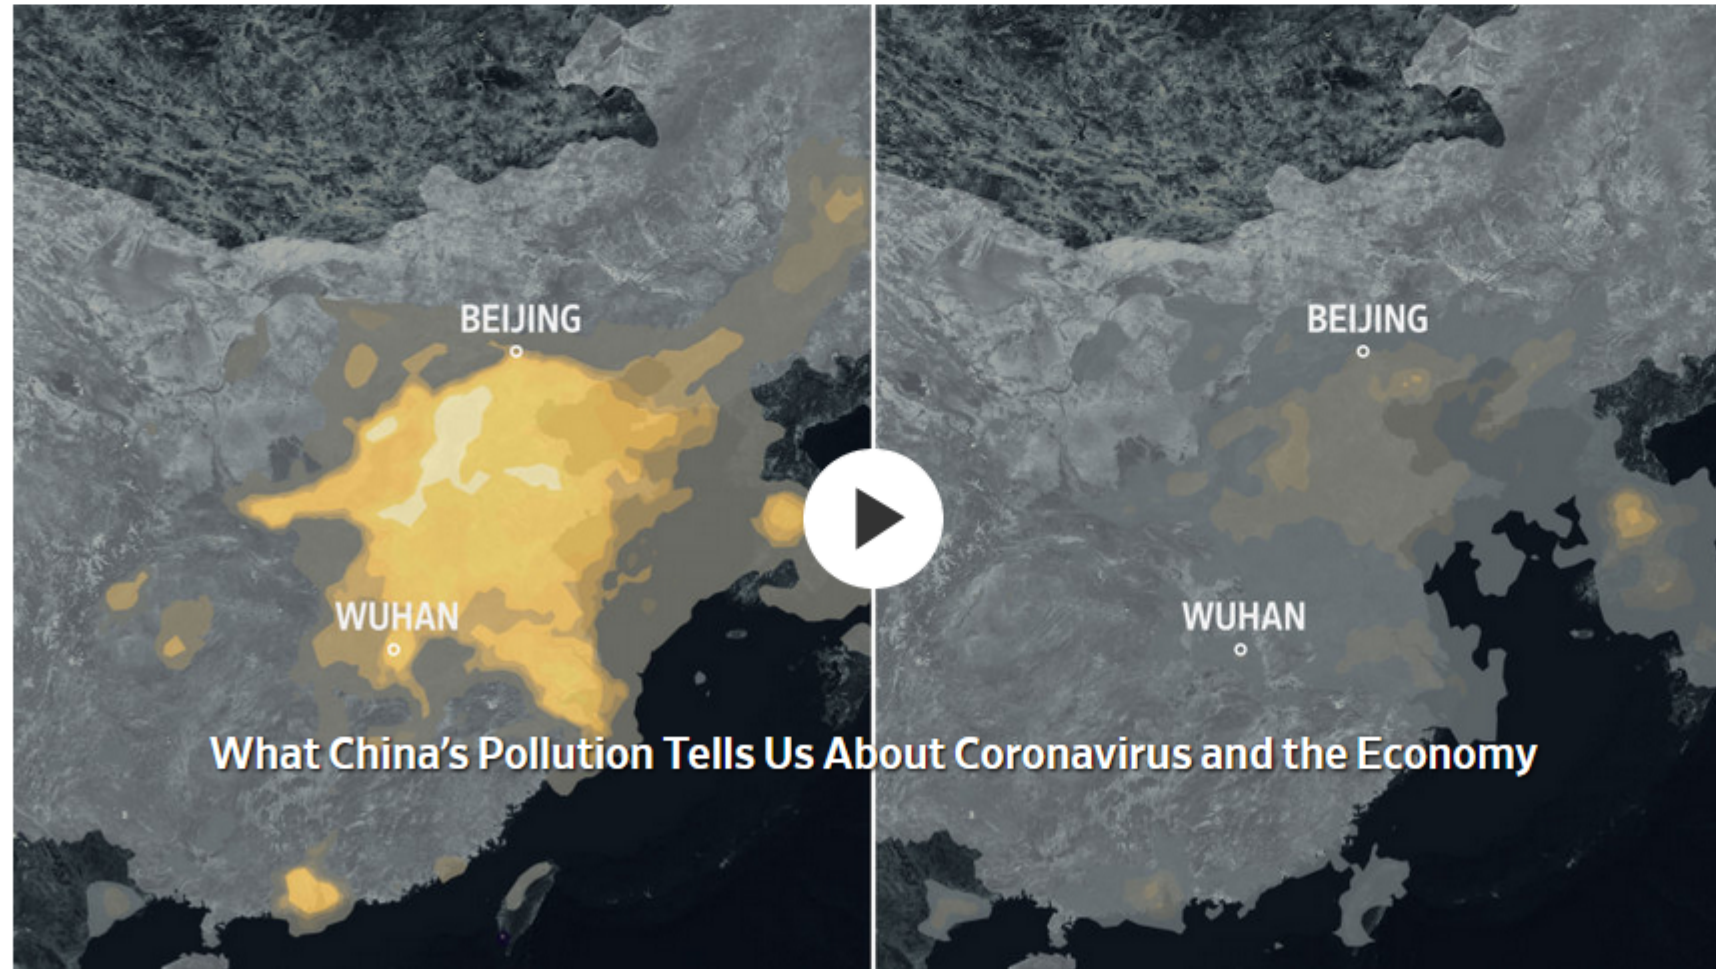 BEIJING
BEIJING
WUHAN
WUHAN
What China’s Pollution Tells Us About Coronavirus and the Economy